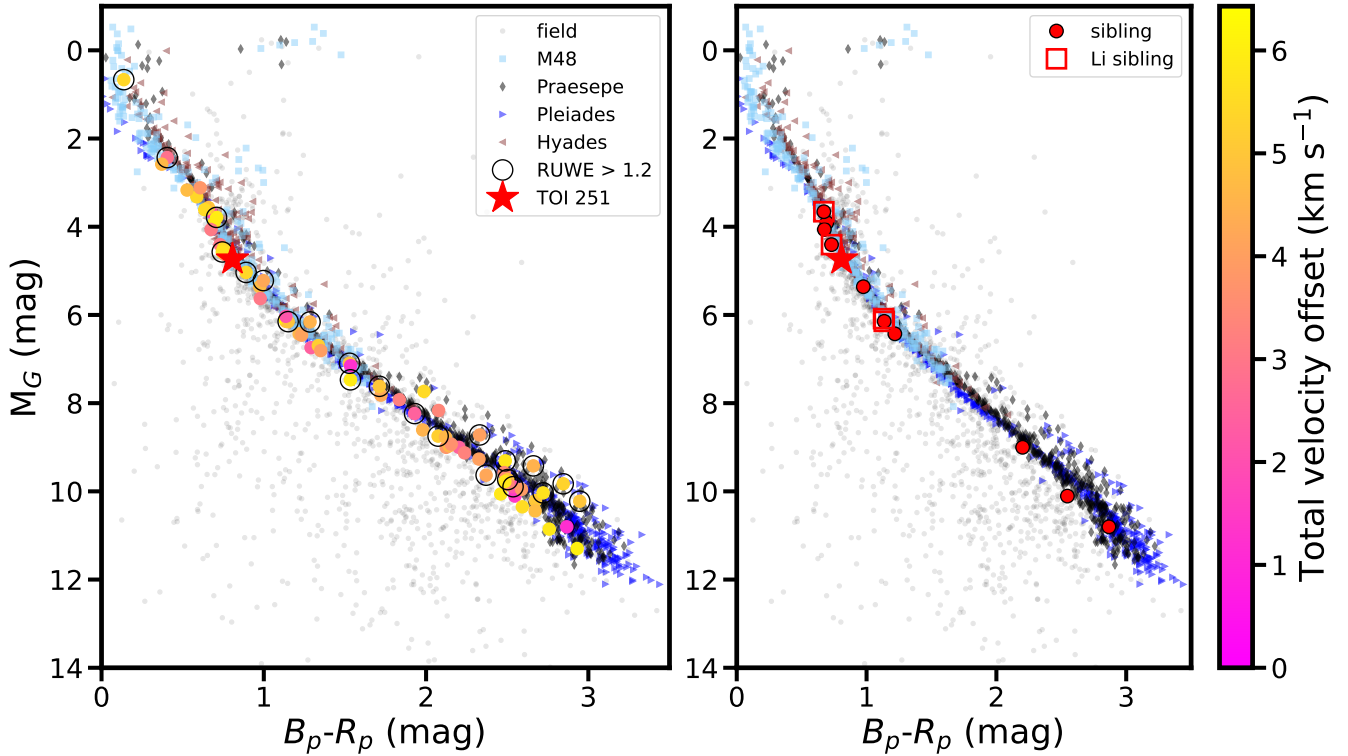 M_G (mag)
0
2
4
6
8
10
12
14
0
1
2
3
B_p-R_p (mag)
field
M48
Praesepe
Pleiades
Hyades
RUWE > 1.2
TOI 251
0
2
4
6
8
10
12
14
0
1
2
3
B_p-R_p (mag)
sibling
Li sibling
6
5
4
3
2
1
0
Total velocity offset (km s⁻¹)